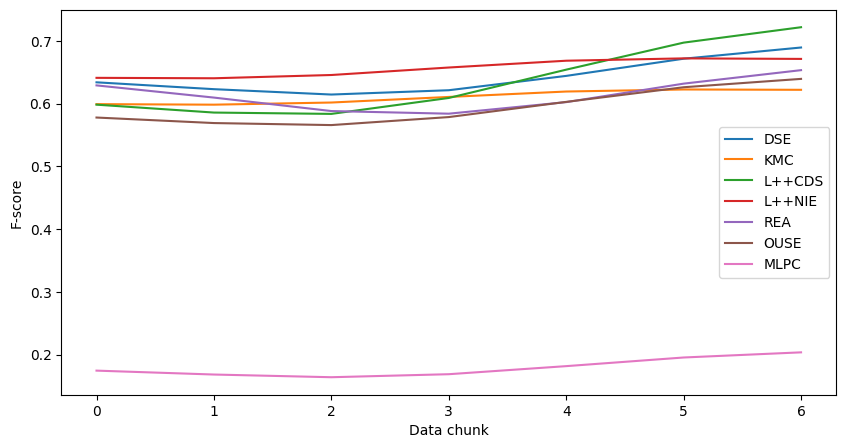 0.7
0.6
0.5
0.4
0.3
0.2
F-score
0 1 2 3 4 5 6
Data chunk
DSE
KMC
L++CDS
L++NIE
REA
OUSE
MLPC